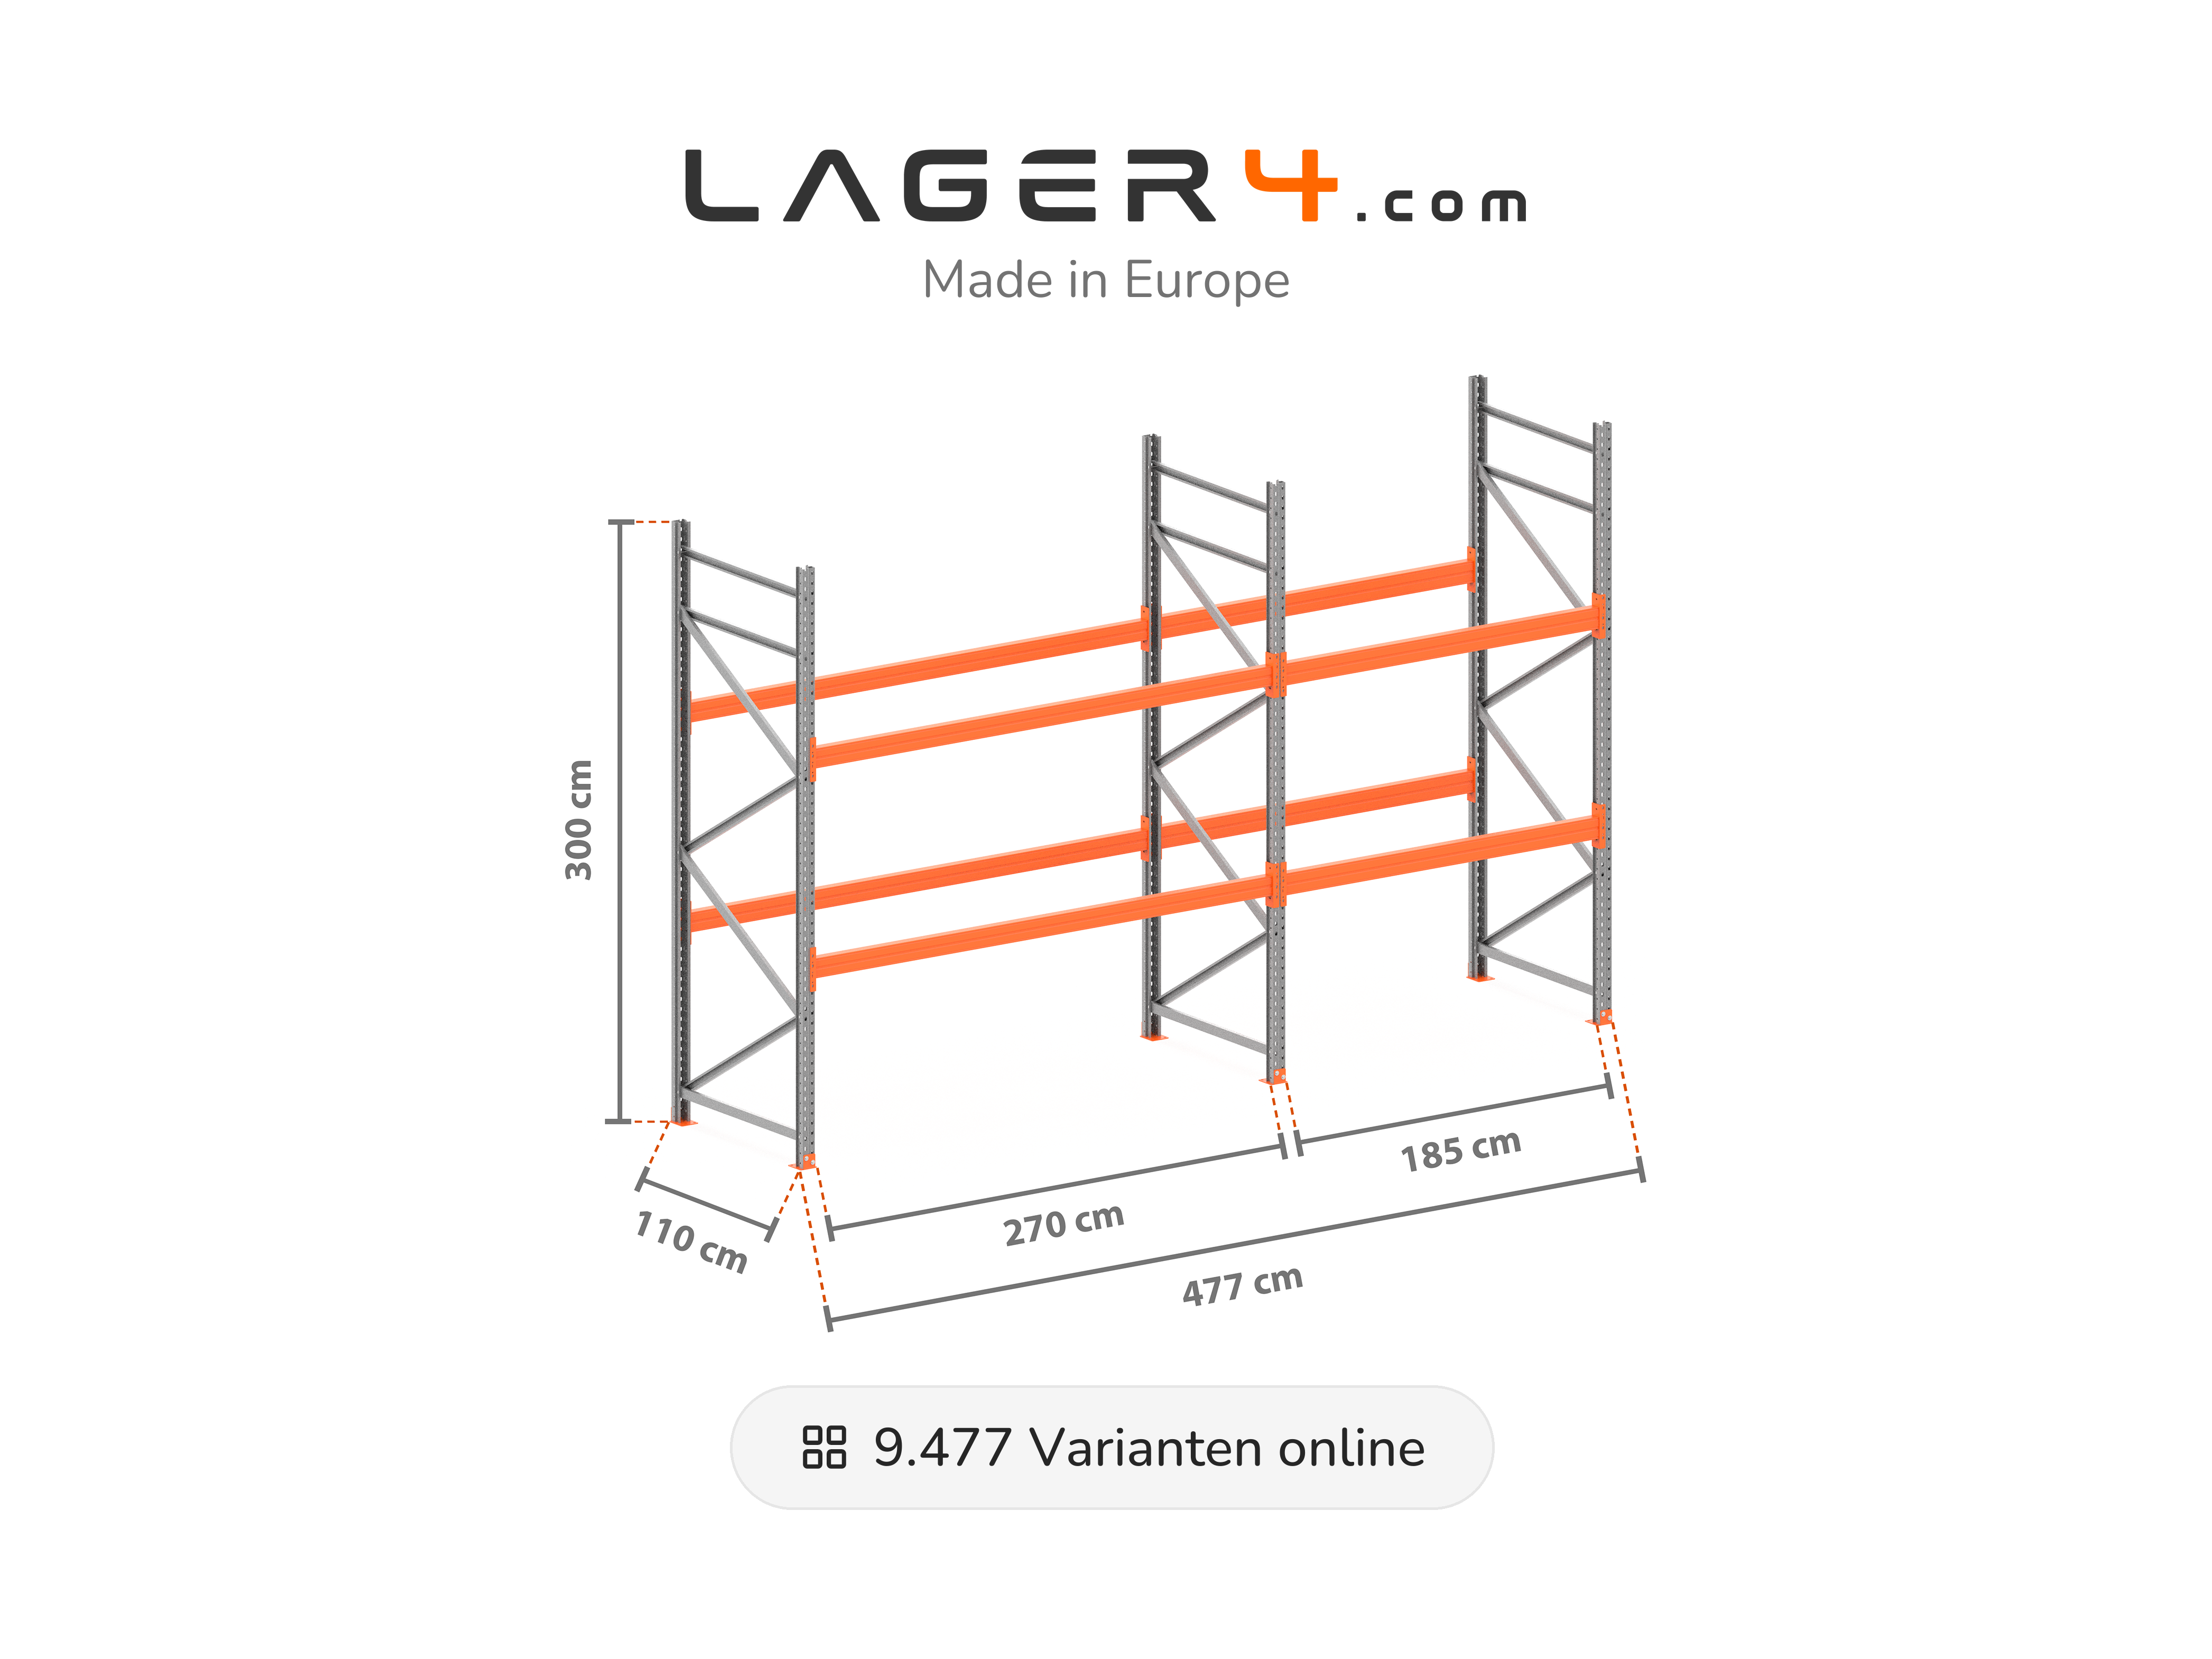 LAGER4.com
Made in Europe
300 cm
110 cm
270 cm
185 cm
477 cm
9.477 Varianten online